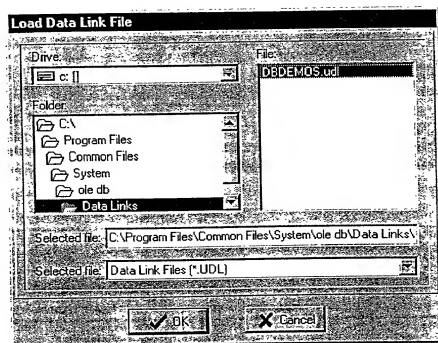 Load Data Link File
Drive:
c: []
Folder:
C:\
Program Files
Common Files
System
ole db
Data Links
File:
DBDEMOS.udl
Selected file: C:\Program Files\Common Files\System\ole db\Data Links\
Selected file: Data Link Files (*.UDL)
OK
Cancel